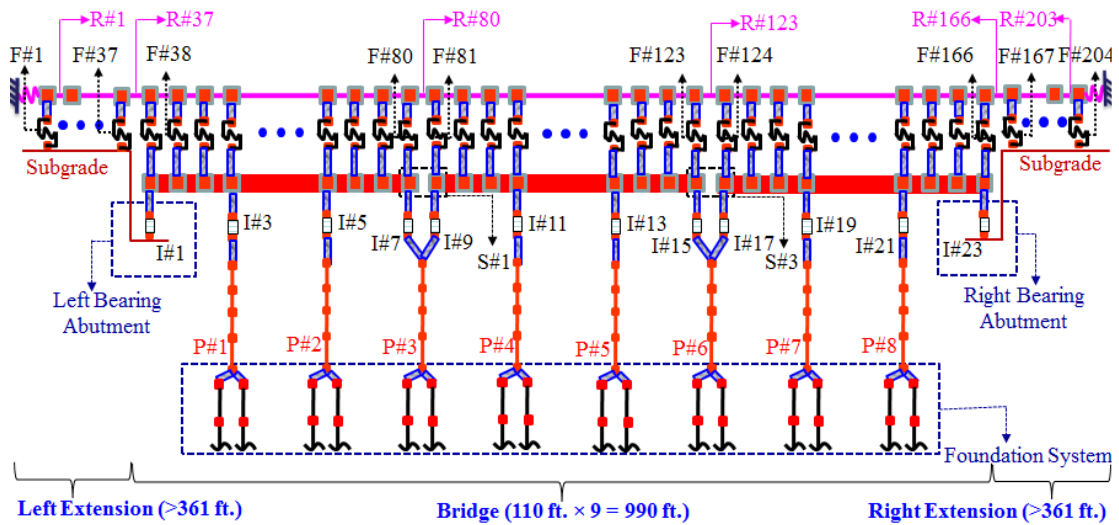 R#1 R#37 R#80 R#123 R#166 R#203
F#1 F#37 F#38 F#80 F#81 F#123 F#124 F#166 F#167 F#204
Subgrade Subgrade
I#1 I#3 I#5 I#7 I#9 I#11 I#13 I#15 I#17 I#19 I#21 I#23
S#1 S#3
Left Bearing
Abutment
Right Bearing
Abutment
P#1 P#2 P#3 P#4 P#5 P#6 P#7 P#8
Foundation System
Left Extension (>361 ft.) Bridge (110 ft. × 9 = 990 ft.) Right Extension (>361 ft.)